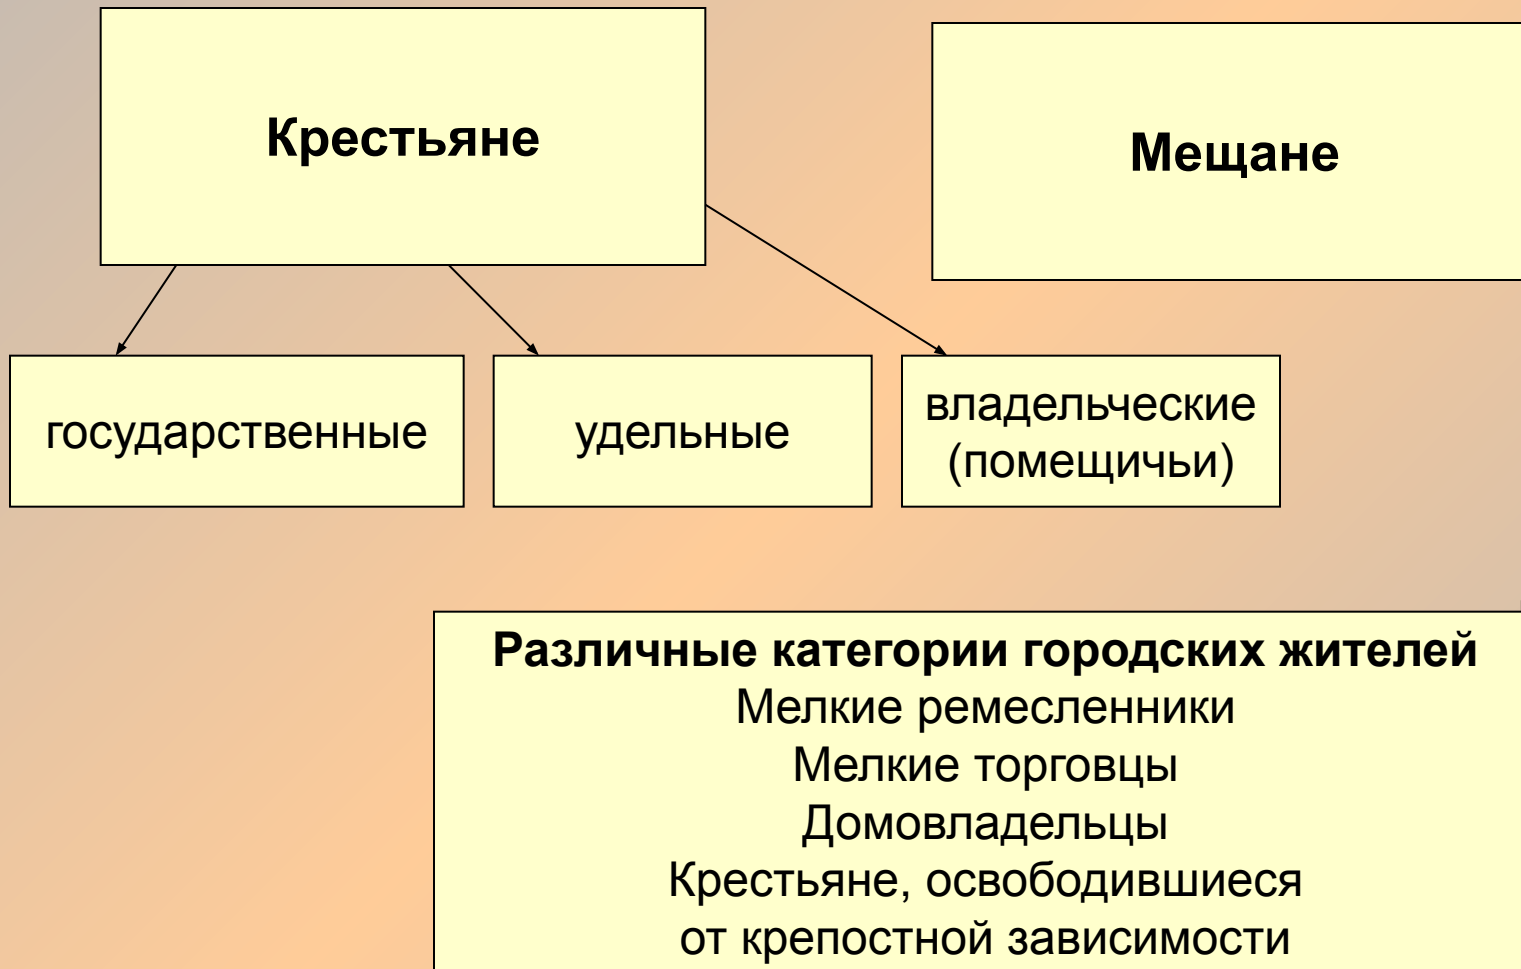 Крестьяне
Мещане
государственные
удельные
владельческие
(помещичьи)
Различные категории городских жителей
Мелкие ремесленники
Мелкие торговцы
Домовладельцы
Крестьяне, освободившиеся
от крепостной зависимости